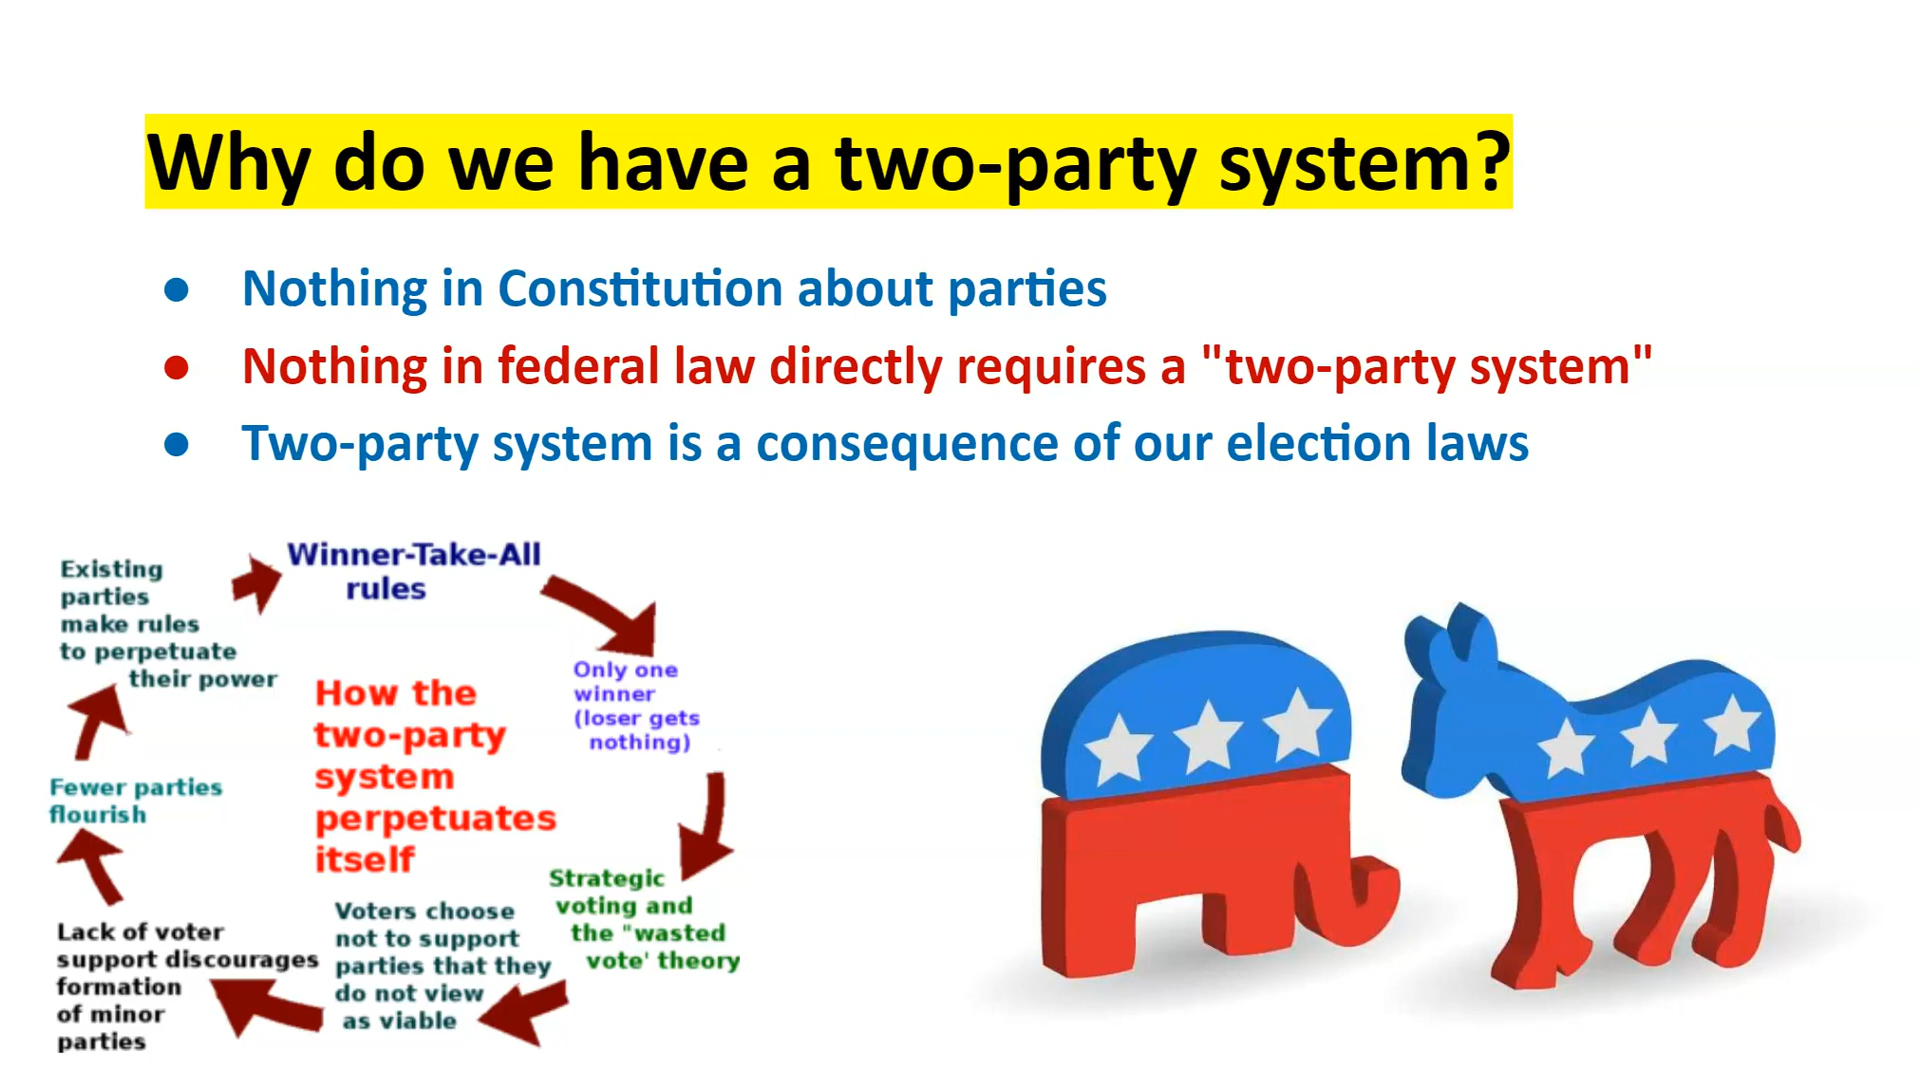 Why do we have a two-party system?
● Nothing in Constitution about parties
● Nothing in federal law directly requires a "two-party system"
● Two-party system is a consequence of our election laws
Winner-Take-All
rules
Only one
winner
(loser gets
nothing)
Strategic
voting and
the "wasted
vote' theory
Voters choose
not to support
parties that they
do not view
as viable
Lack of voter
support discourages
formation
of minor
parties
Fewer parties
flourish
Existing
parties
make rules
to perpetuate
their power
How the
two-party
system
perpetuates
itself